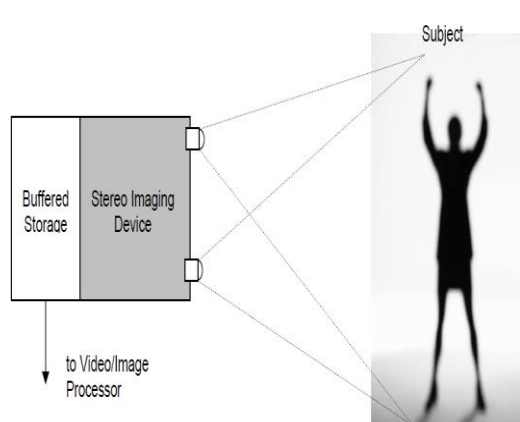 Subject
Buffered
Storage
Stereo Imaging
Device
to Video/Image
Processor